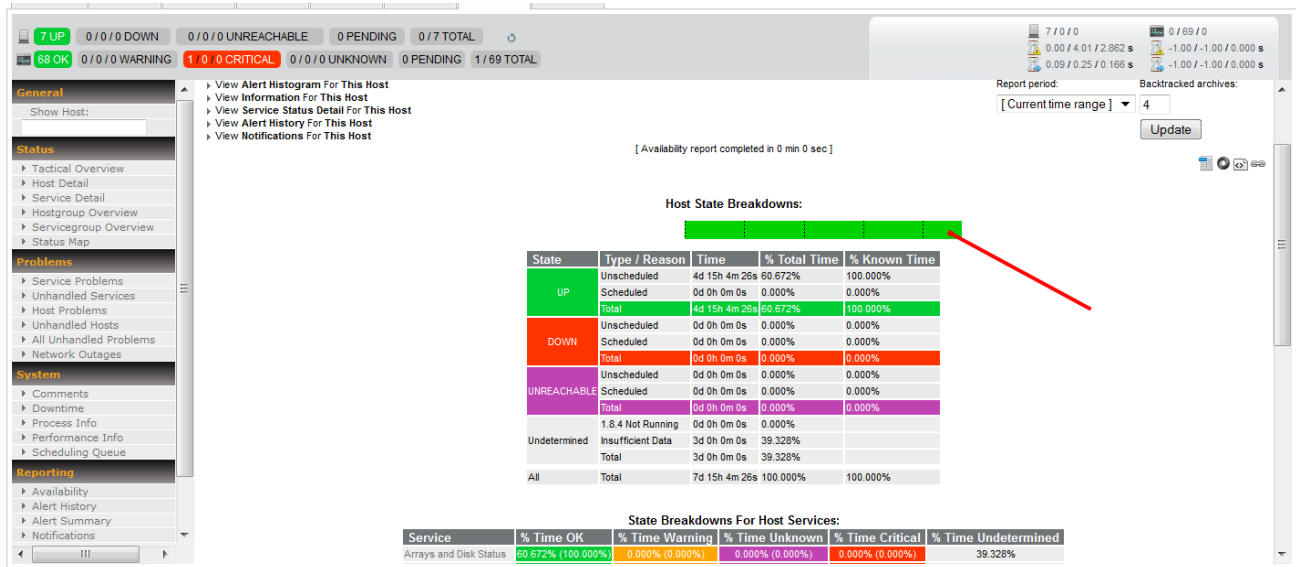 7 UP 0 / 0 / 0 DOWN 0 / 0 / 0 UNREACHABLE 0 PENDING 0 / 7 TOTAL
68 OK 0 / 0 / 0 WARNING 1 / 0 / 0 CRITICAL 0 / 0 / 0 UNKNOWN 0 PENDING 1 / 69 TOTAL
7 / 0 / 0 0 / 69 / 0
0.00 / 4.01 / 2.862 s -1.00 / -1.00 / 0.000 s
0.09 / 0.25 / 0.166 s -1.00 / -1.00 / 0.000 s
General
Show Host:
Status
Tactical Overview
Host Detail
Service Detail
Hostgroup Overview
Servicegroup Overview
Status Map
Problems
Service Problems
Unhandled Services
Host Problems
Unhandled Hosts
All Unhandled Problems
Network Outages
System
Comments
Downtime
Process Info
Performance Info
Scheduling Queue
Reporting
Availability
Alert History
Alert Summary
Notifications
View Alert Histogram For This Host
View Information For This Host
View Service Status Detail For This Host
View Alert History For This Host
View Notifications For This Host
Report period: Backtracked archives:
[ Current time range ] 4
Update
[ Availability report completed in 0 min 0 sec ]
Host State Breakdowns:
State Type / Reason Time % Total Time % Known Time
UP Unscheduled 4d 15h 4m 26s 60.672% 100.000%
Scheduled 0d 0h 0m 0s 0.000% 0.000%
Total 4d 15h 4m 26s 60.672% 100.000%
DOWN Unscheduled 0d 0h 0m 0s 0.000% 0.000%
Scheduled 0d 0h 0m 0s 0.000% 0.000%
Total 0d 0h 0m 0s 0.000% 0.000%
UNREACHABLE Unscheduled 0d 0h 0m 0s 0.000% 0.000%
Scheduled 0d 0h 0m 0s 0.000% 0.000%
Total 0d 0h 0m 0s 0.000% 0.000%
Undetermined 1.8.4 Not Running 0d 0h 0m 0s 0.000%
Insufficient Data 3d 0h 0m 0s 39.328%
Total 3d 0h 0m 0s 39.328%
All Total 7d 15h 4m 26s 100.000% 100.000%
State Breakdowns For Host Services:
Service % Time OK % Time Warning % Time Unknown % Time Critical % Time Undetermined
Arrays and Disk Status 60.672% (100.000%) 0.000% (0.000%) 0.000% (0.000%) 0.000% (0.000%) 39.328%